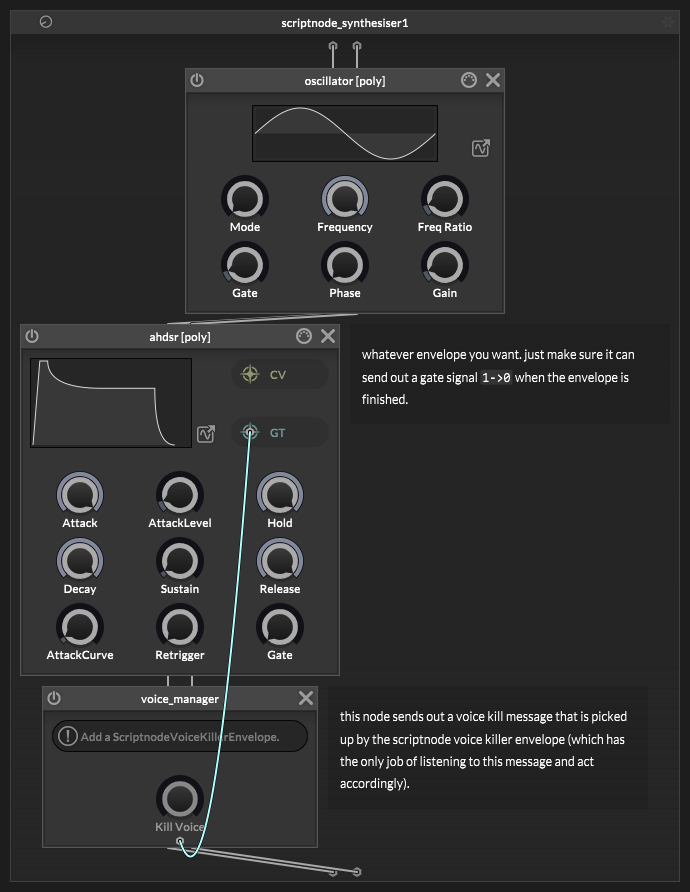 scriptnode_synthesiser1
oscillator [poly]
Mode
Frequency
Freq Ratio
Gate
Phase
Gain
ahdsr [poly]
CV
GT
Attack
AttackLevel
Hold
Decay
Sustain
Release
AttackCurve
Retrigger
Gate
whatever envelope you want. just make sure it can
send out a gate signal 1->0 when the envelope is
finished.
voice_manager
Add a ScriptnodeVoiceKillerEnvelope.
Kill Voice
this node sends out a voice kill message that is picked
up by the scriptnode voice killer envelope (which has
the only job of listening to this message and act
accordingly).